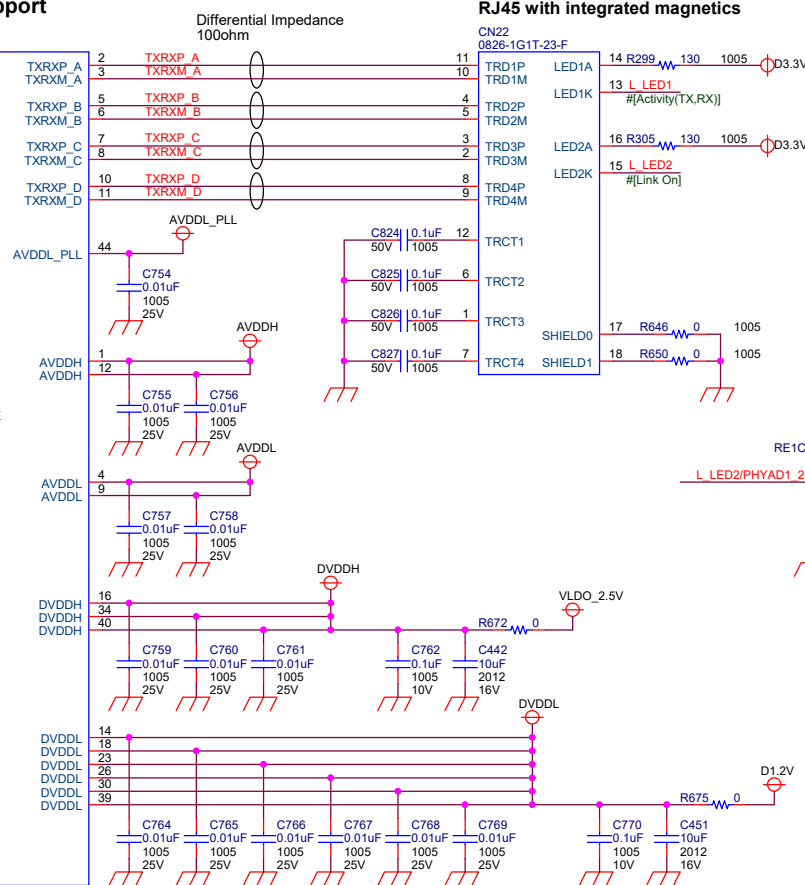 pport
RJ45 with integrated magnetics
Differential Impedance
100ohm
CN22
0826-1G1T-23-F
TXRXP_A 2 TXRXP_A 11 TRD1P LED1A 14 R299 130 1005 D3.3V
TXRXM_A 3 TXRXM_A 10 TRD1M
LED1K 13 L_LED1
#[Activity(TX,RX)]
TXRXP_B 5 TXRXP_B 4 TRD2P
TXRXM_B 6 TXRXM_B 5 TRD2M
TXRXP_C 7 TXRXP_C 3 TRD3P LED2A 16 R305 130 1005 D3.3V
TXRXM_C 8 TXRXM_C 2 TRD3M
LED2K 15 L_LED2
#[Link On]
TXRXP_D 10 TXRXP_D 8 TRD4P
TXRXM_D 11 TXRXM_D 9 TRD4M
AVDDL_PLL
C824 0.1uF 12 TRCT1
50V 1005
AVDDL_PLL 44
C754
0.01uF
1005
25V
C825 0.1uF 6 TRCT2
50V 1005
C826 0.1uF 1 TRCT3
50V 1005
SHIELD0 17 R646 0 1005
C827 0.1uF 7 TRCT4 SHIELD1 18 R650 0 1005
50V 1005
AVDDH
AVDDH 1
AVDDH 12
C755 C756
0.01uF 0.01uF
1005 1005
25V 25V
RE1C
L_LED2/PHYAD1_2
AVDDL
AVDDL 4
AVDDL 9
C757 C758
0.01uF 0.01uF
1005 1005
25V 25V
DVDDH
VLDO_2.5V
DVDDH 16
DVDDH 34
DVDDH 40 R672 0
C759 C760 C761 C762 C442
0.01uF 0.01uF 0.01uF 0.1uF 10uF
1005 1005 1005 1005 2012
25V 25V 25V 10V 16V
DVDDL
DVDDL 14
DVDDL 18
DVDDL 23
DVDDL 26
DVDDL 30
DVDDL 39 R675 0 D1.2V
C764 C765 C766 C767 C768 C769 C770 C451
0.01uF 0.01uF 0.01uF 0.01uF 0.01uF 0.01uF 0.1uF 10uF
1005 1005 1005 1005 1005 1005 1005 2012
25V 25V 25V 25V 25V 25V 10V 16V